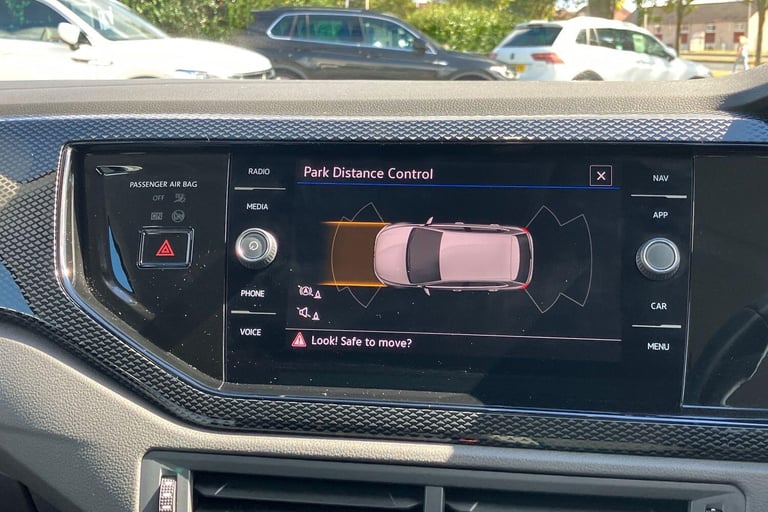 PASSENGER AIR BAG
OFF
ON
RADIO
MEDIA
PHONE
VOICE
Park Distance Control
Look! Safe to move?
NAV
APP
CAR
MENU